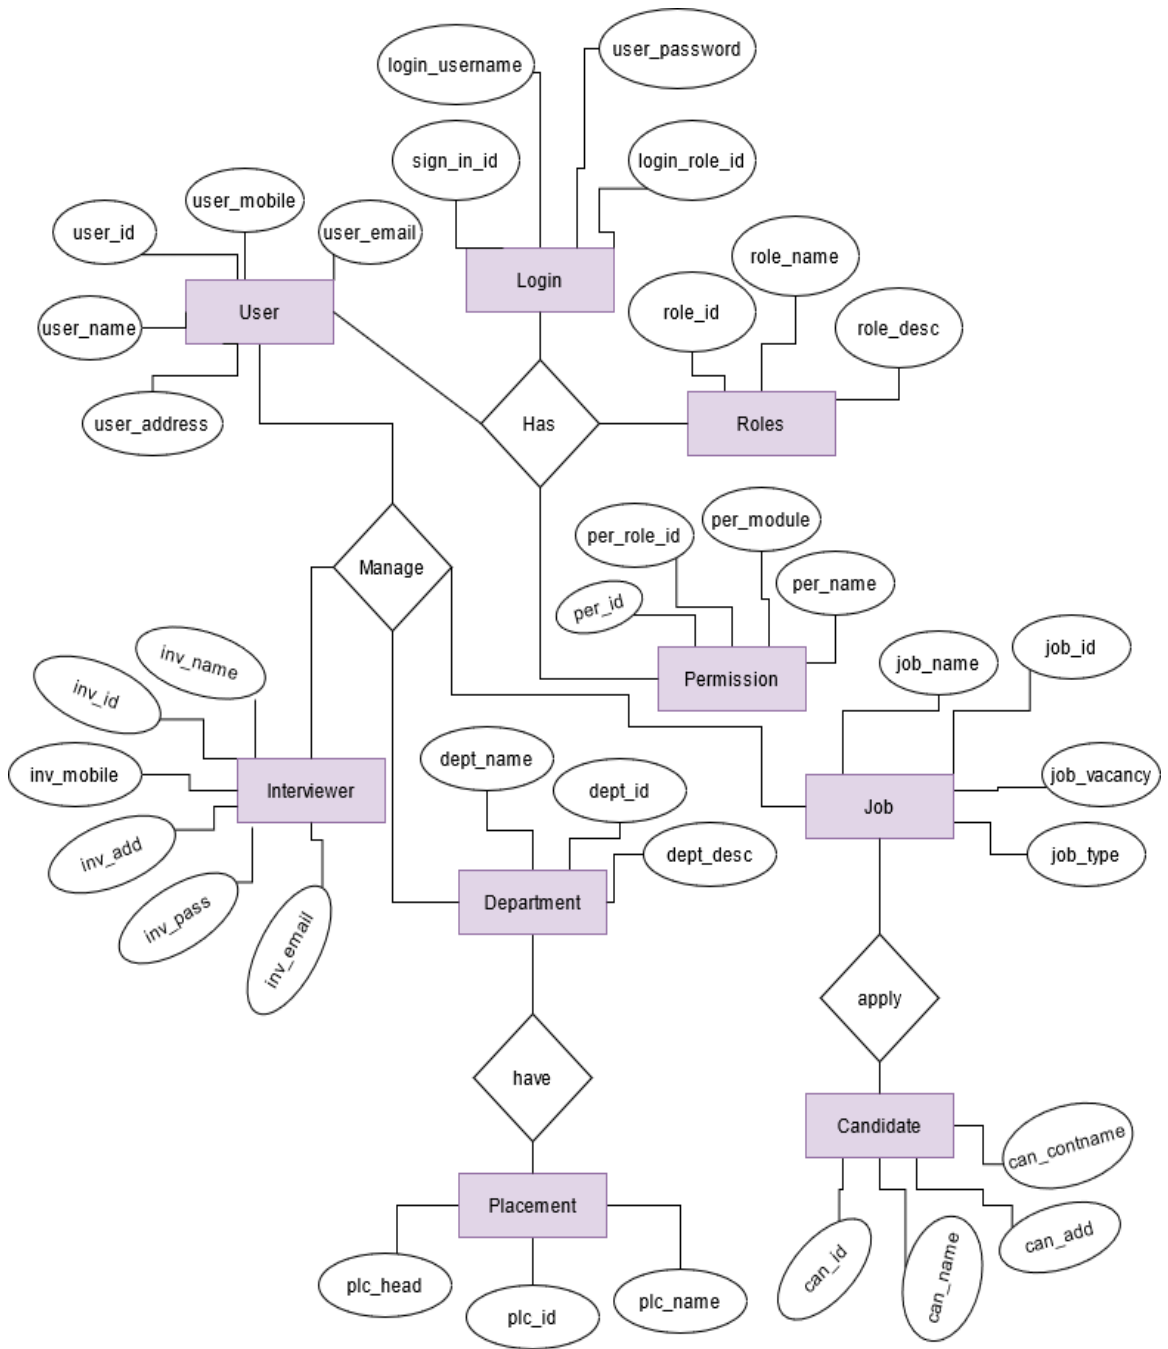 user_password
login_username
sign_in_id
login_role_id
user_mobile
user_id
user_email
role_name
Login
User
role_id
user_name
role_desc
user_address
Has
Roles
per_module
per_role_id
Manage
per_name
per_id
job_id
inv_name
job_name
Permission
inv_id
dept_name
inv_mobile
job_vacancy
Interviewer
dept_id
Job
inv_add
dept_desc
job_type
Department
inv_pass
inv_email
apply
have
Candidate
can_contname
Placement
can_add
can_id
can_name
plc_head
plc_name
plc_id